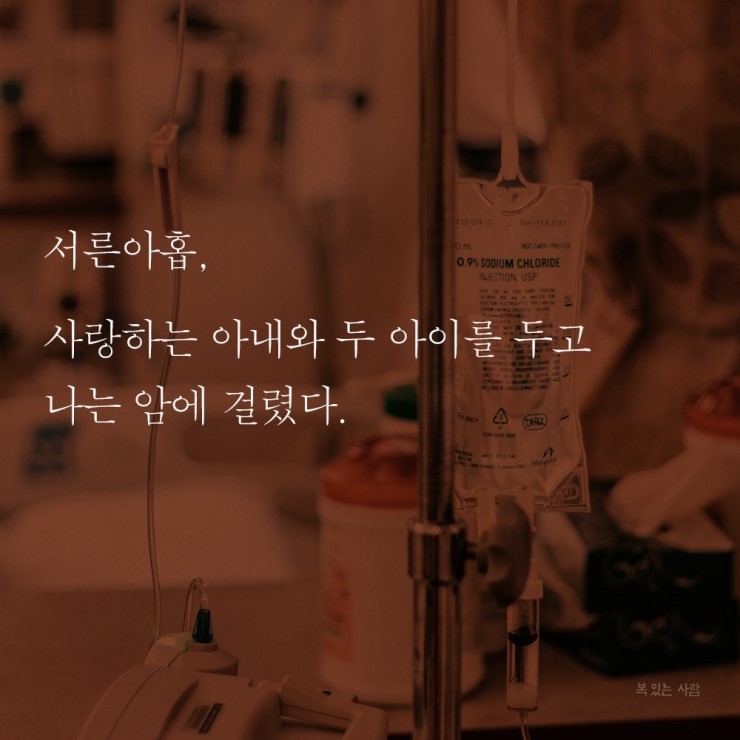 서른아홉,
사랑하는 아내와 두 아이를 두고
나는 암에 걸렸다.
0.9% SODIUM CHLORIDE
INJECTION, USP
복 있는 사람